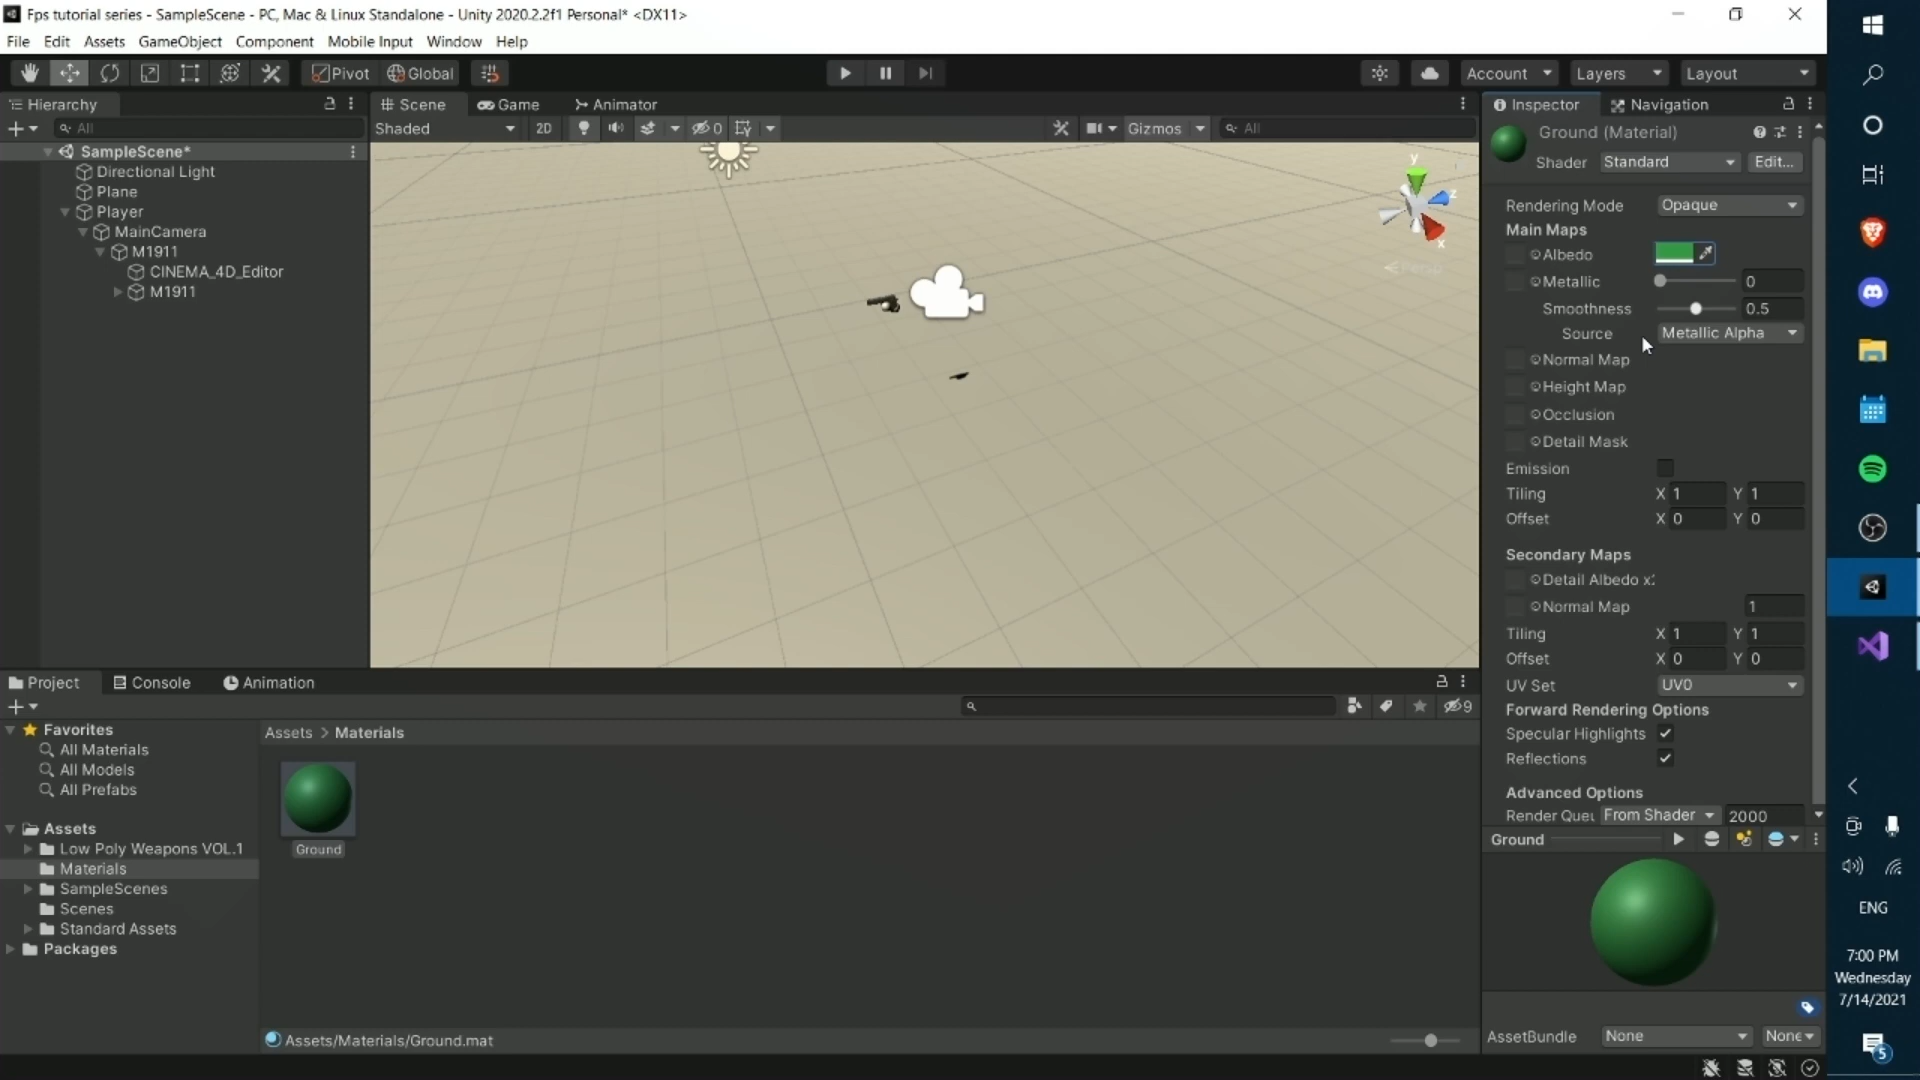 Fps tutorial series - SampleScene - PC, Mac & Linux Standalone - Unity 2020.2.2f1 Personal* <DX11>
File Edit Assets GameObject Component Mobile Input Window Help
Pivot Global Account Layers Layout
Hierarchy
All
SampleScene*
Directional Light
Plane
Player
MainCamera
M1911
CINEMA_4D_Editor
M1911
Scene Game Animator
Shaded 2D 0 Gizmos All
y
z
x
Persp
Inspector Navigation
Ground (Material)
Shader Standard Edit...
Rendering Mode Opaque
Main Maps
Albedo
Metallic 0
Smoothness 0.5
Source Metallic Alpha
Normal Map
Height Map
Occlusion
Detail Mask
Emission
Tiling X 1 Y 1
Offset X 0 Y 0
Secondary Maps
Detail Albedo x
Normal Map 1
Tiling X 1 Y 1
Offset X 0 Y 0
UV Set UV0
Forward Rendering Options
Specular Highlights
Reflections
Advanced Options
Render Queu From Shader 2000
Ground
AssetBundle None None
Project Console Animation
9
Favorites
All Materials
All Models
All Prefabs
Assets
Low Poly Weapons VOL.1
Materials
SampleScenes
Scenes
Standard Assets
Packages
Assets > Materials
Ground
Assets/Materials/Ground.mat
ENG
7:00 PM
Wednesday
7/14/2021
5